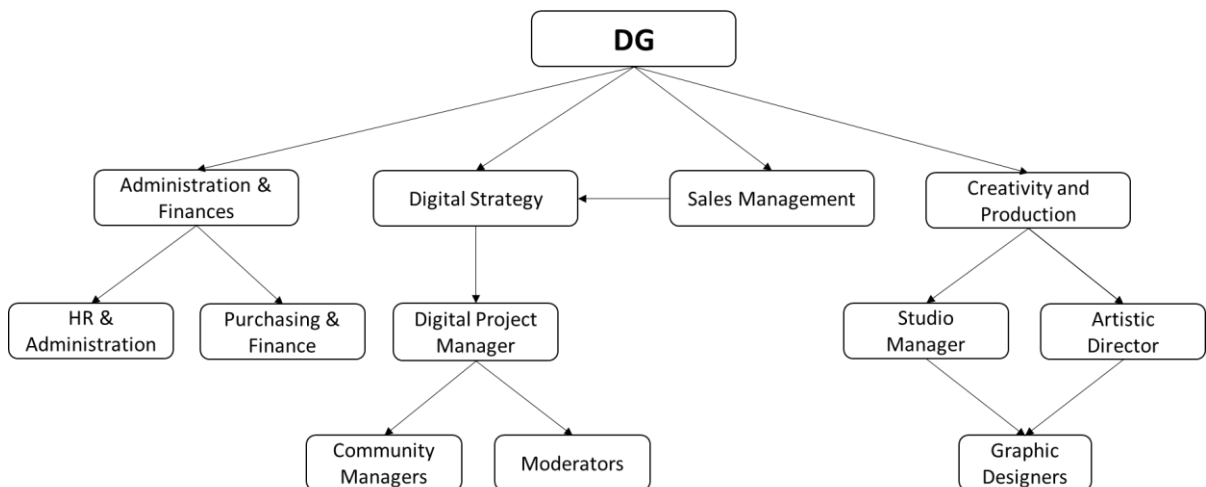 DG
Administration &
Finances
Digital Strategy
Sales Management
Creativity and
Production
HR &
Administration
Purchasing &
Finance
Digital Project
Manager
Studio
Manager
Artistic
Director
Community
Managers
Moderators
Graphic
Designers